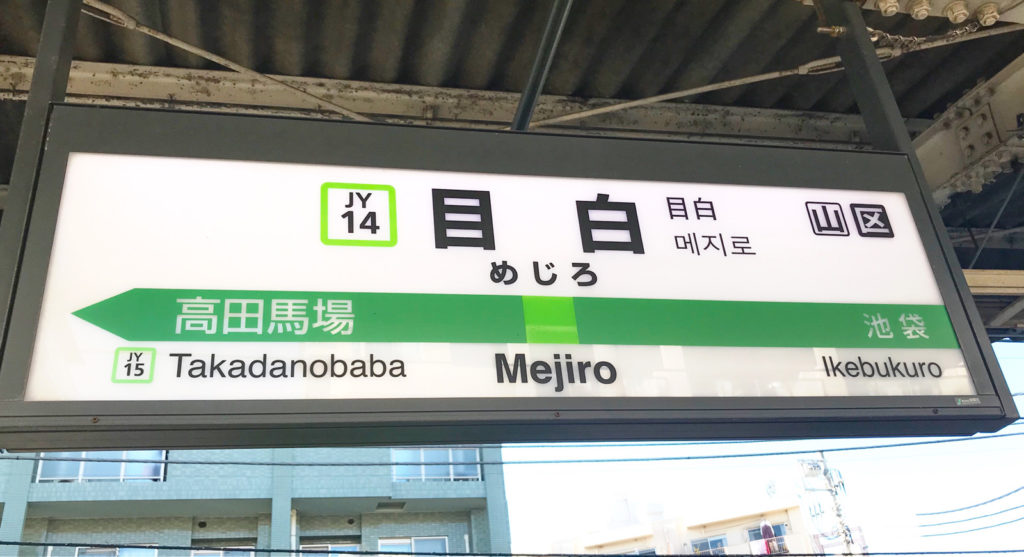 JY
14
目白
目白
메지로
山区
めじろ
高田馬場
池袋
JY
15
Takadanobaba
Mejiro
Ikebukuro